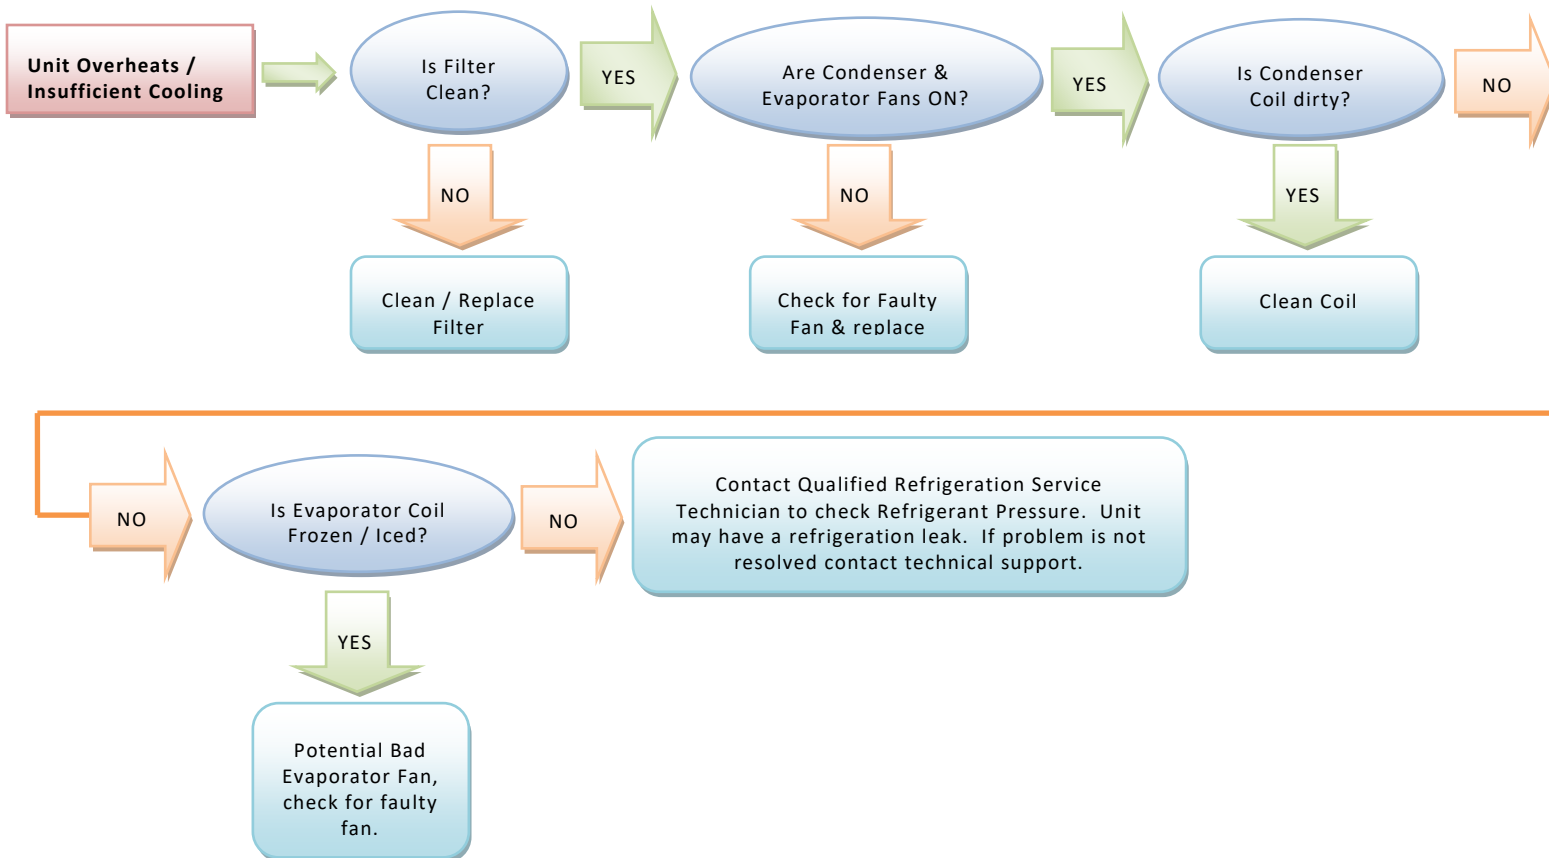 Unit Overheats /
Insufficient Cooling
Is Filter
Clean?
YES
Are Condenser &
Evaporator Fans ON?
YES
Is Condenser
Coil dirty?
NO
NO
NO
YES
Clean / Replace
Filter
Check for Faulty
Fan & replace
Clean Coil
NO
Is Evaporator Coil
Frozen / Iced?
NO
Contact Qualified Refrigeration Service
Technician to check Refrigerant Pressure.  Unit
may have a refrigeration leak.  If problem is not
resolved contact technical support.
YES
Potential Bad
Evaporator Fan,
check for faulty
fan.